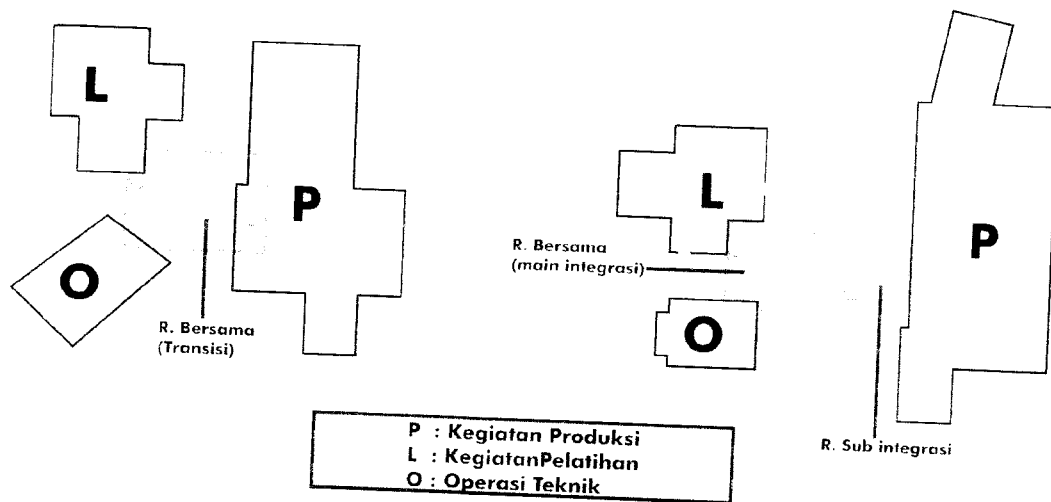 L
P
O
R. Bersama
(Transisi)
L
R. Bersama
(main integrasi)
O
P
R. Sub integrasi
P : Kegiatan Produksi
L : KegiatanPelatihan
O : Operasi Teknik